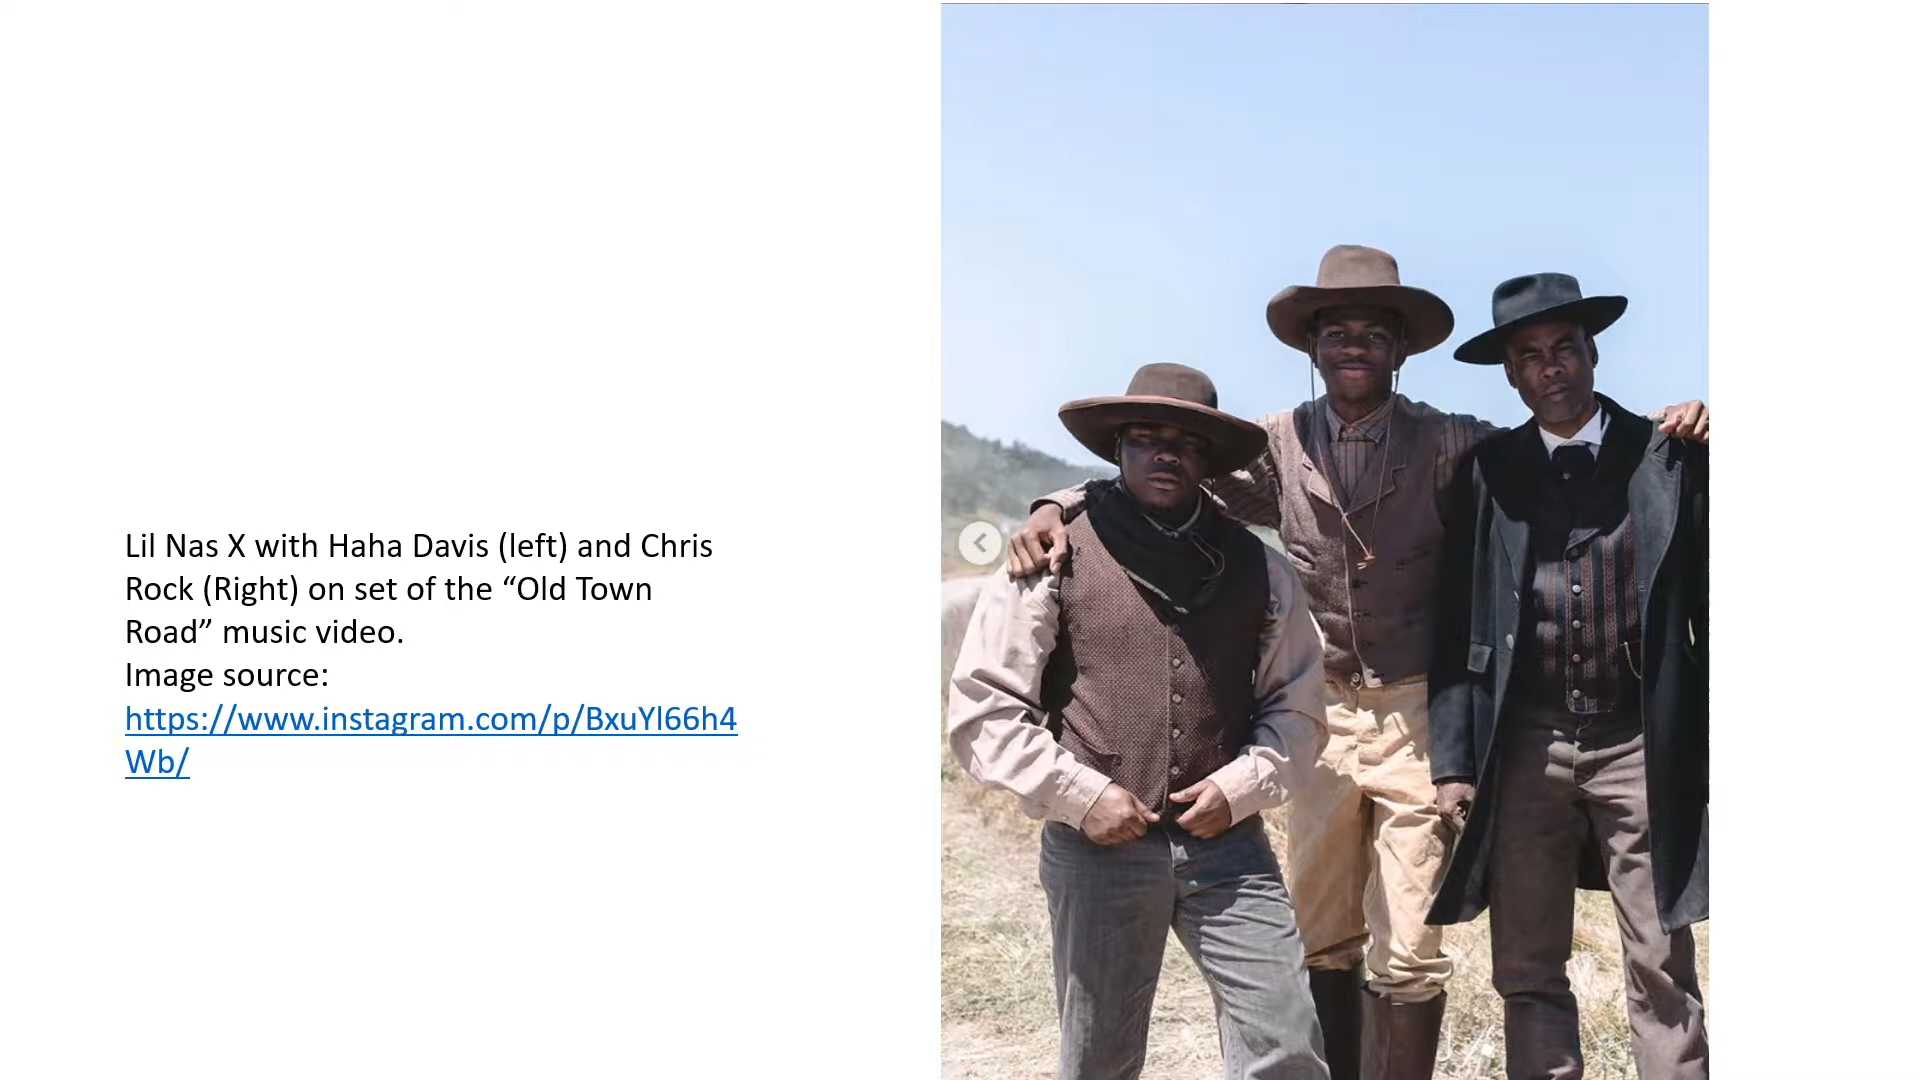 Lil Nas X with Haha Davis (left) and Chris
Rock (Right) on set of the “Old Town
Road” music video.
Image source:
https://www.instagram.com/p/BxuYl66h4
Wb/